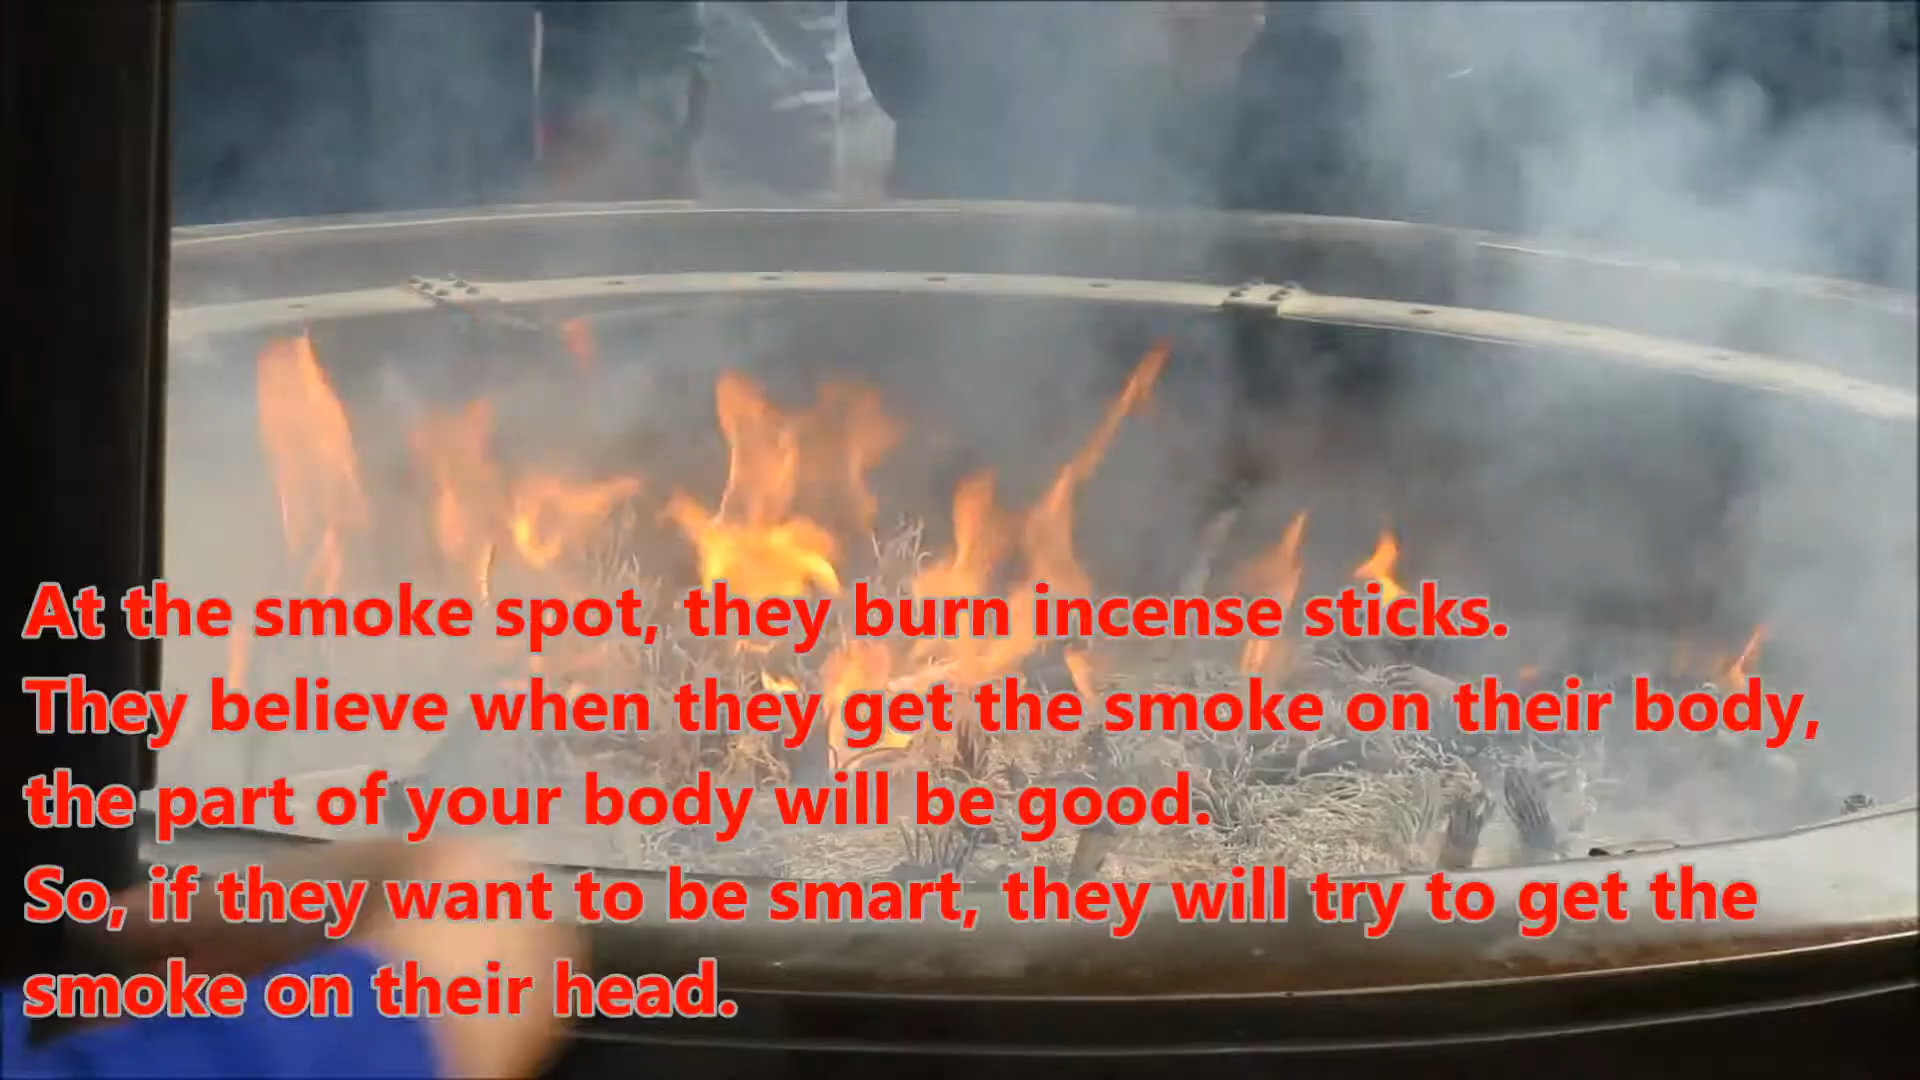 At the smoke spot, they burn incense sticks.
They believe when they get the smoke on their body,
the part of your body will be good.
So, if they want to be smart, they will try to get the
smoke on their head.